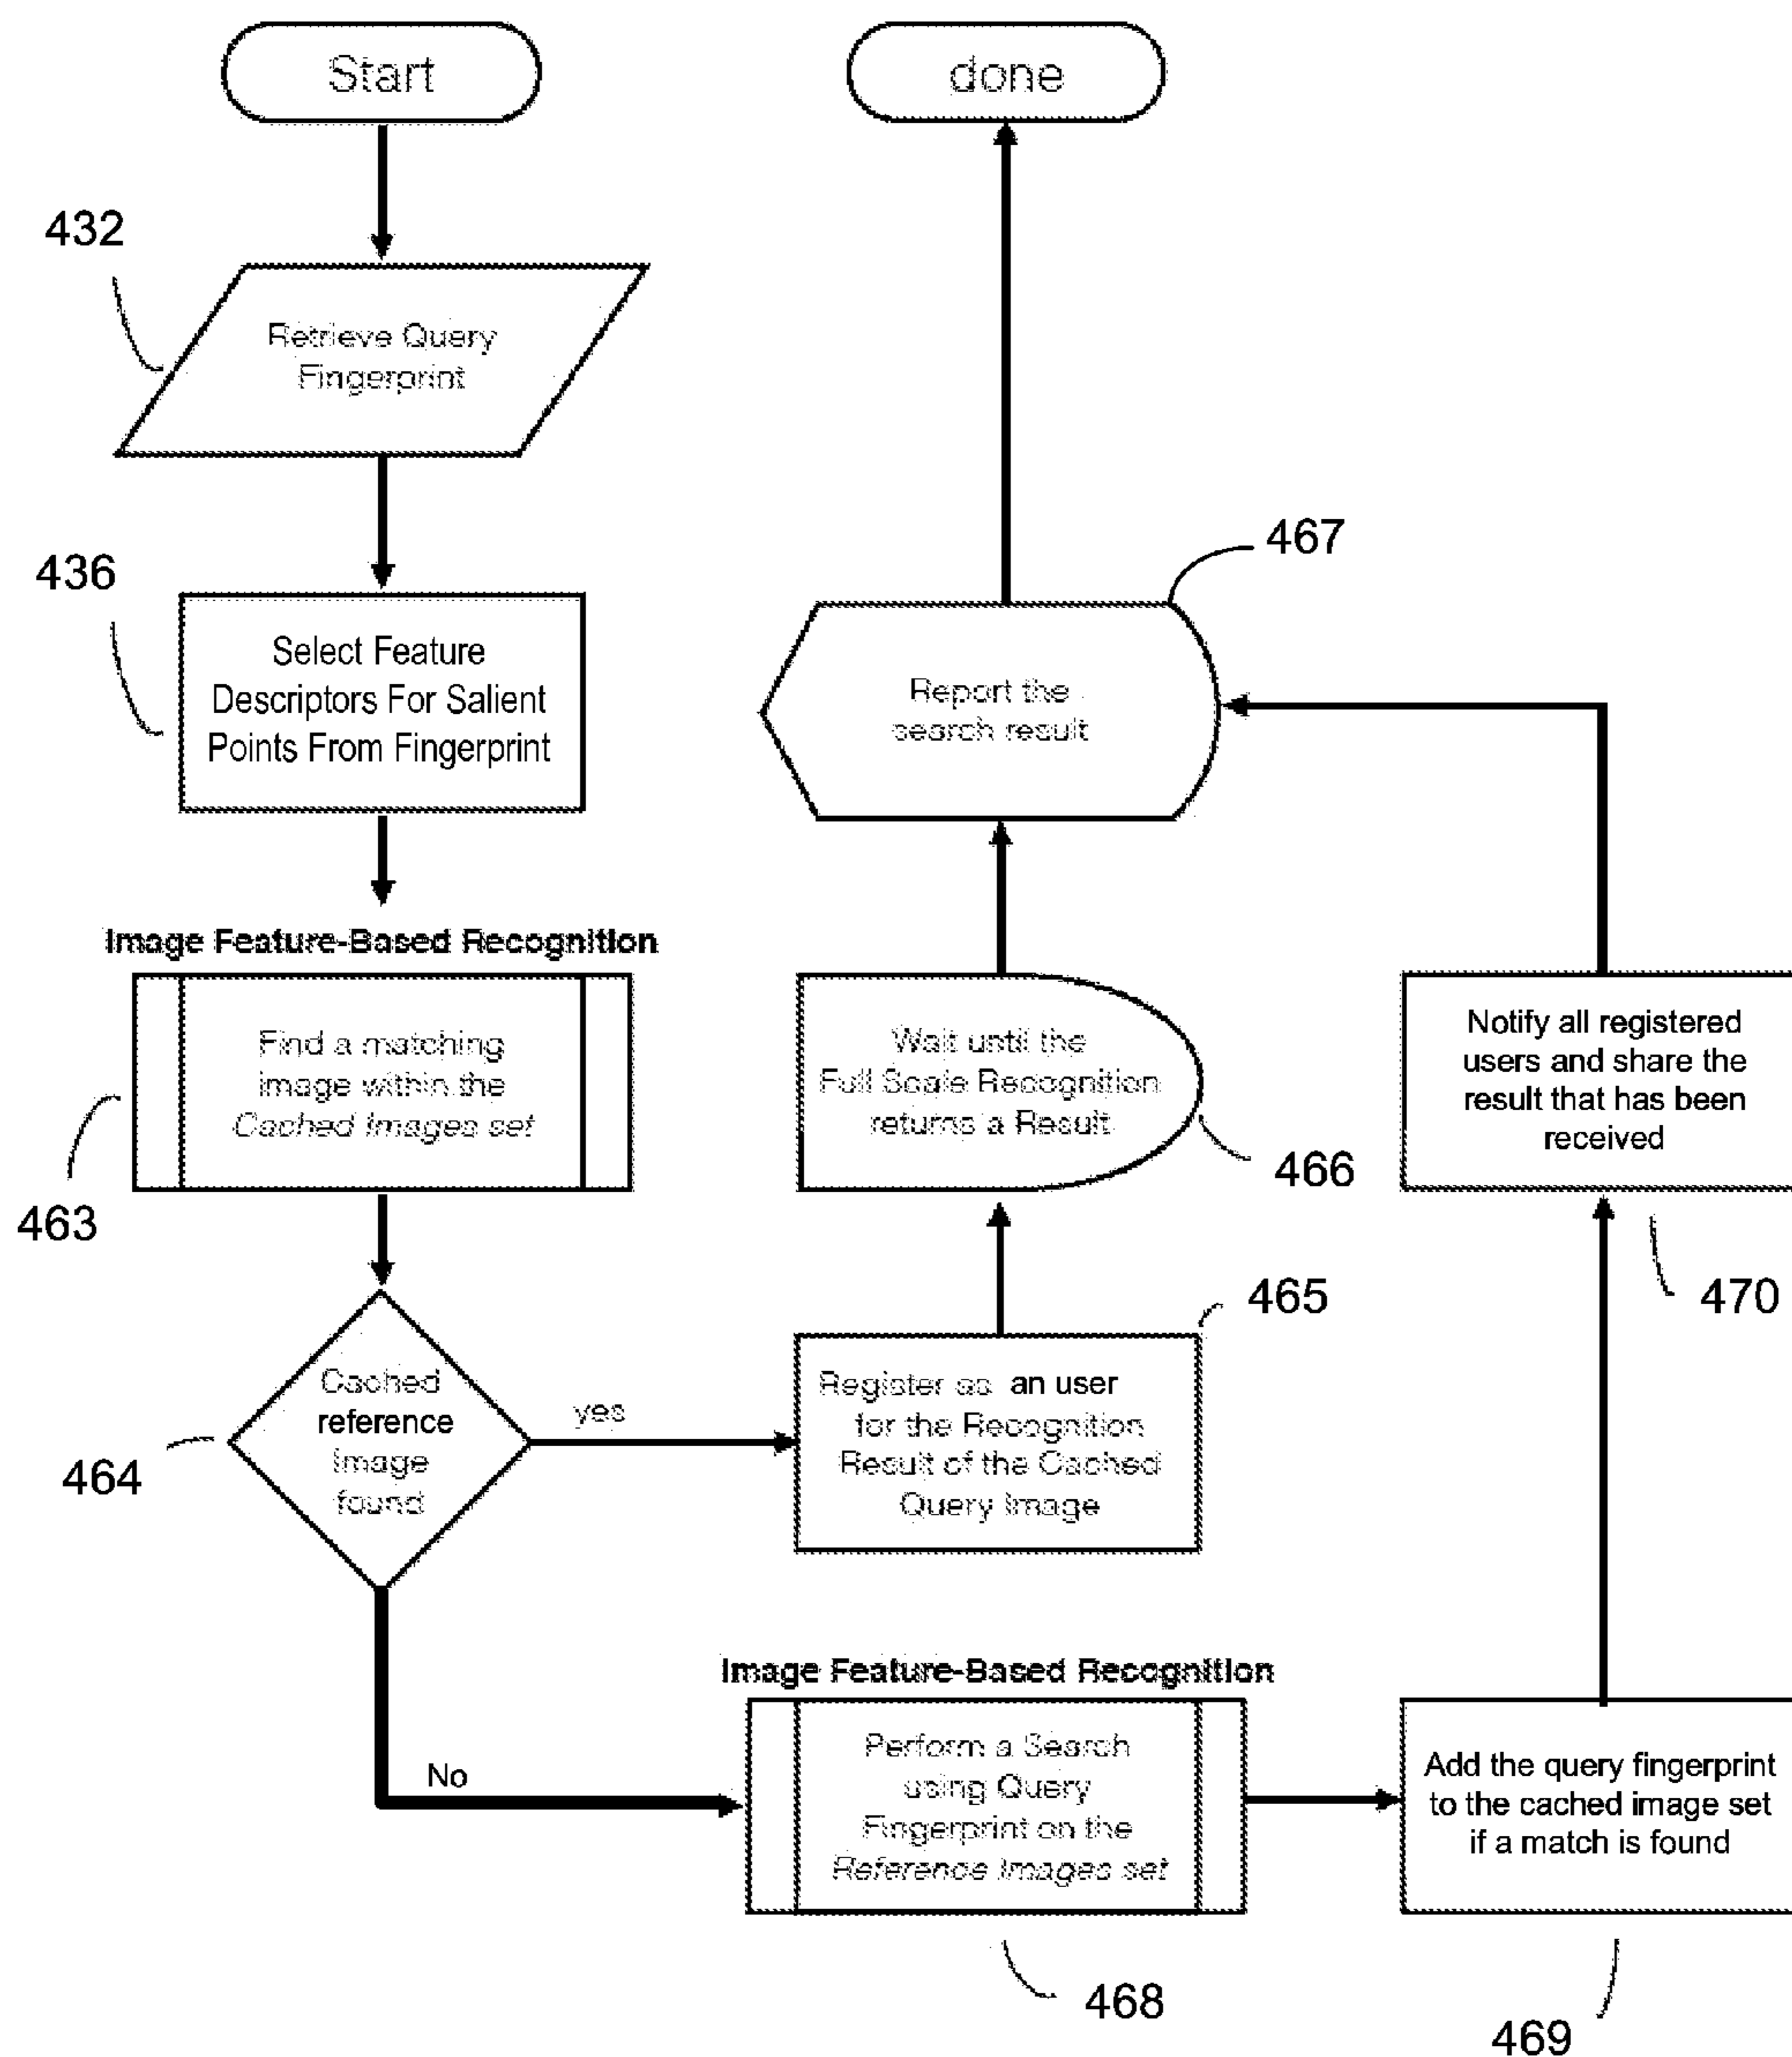 Start
432
Retrieve Query
Fingerprint
436
Select Feature
Descriptors For Salient
Points From Fingerprint
Image Feature-Based Recognition
Find a matching
image within the
Cached Images set
463
Cached
reference
Image
found
464
yes
No
done
467
Report the
search result
Wait until the
Full Scale Recognition
returns a Result
466
465
Register as an user
for the Recognition
Result of the Cached
Query Image
Image Feature-Based Recognition
Perform a Search
using Query
Fingerprint on the
Reference Images set
468
Notify all registered
users and share the
result that has been
received
470
Add the query fingerprint
to the cached image set
if a match is found
469